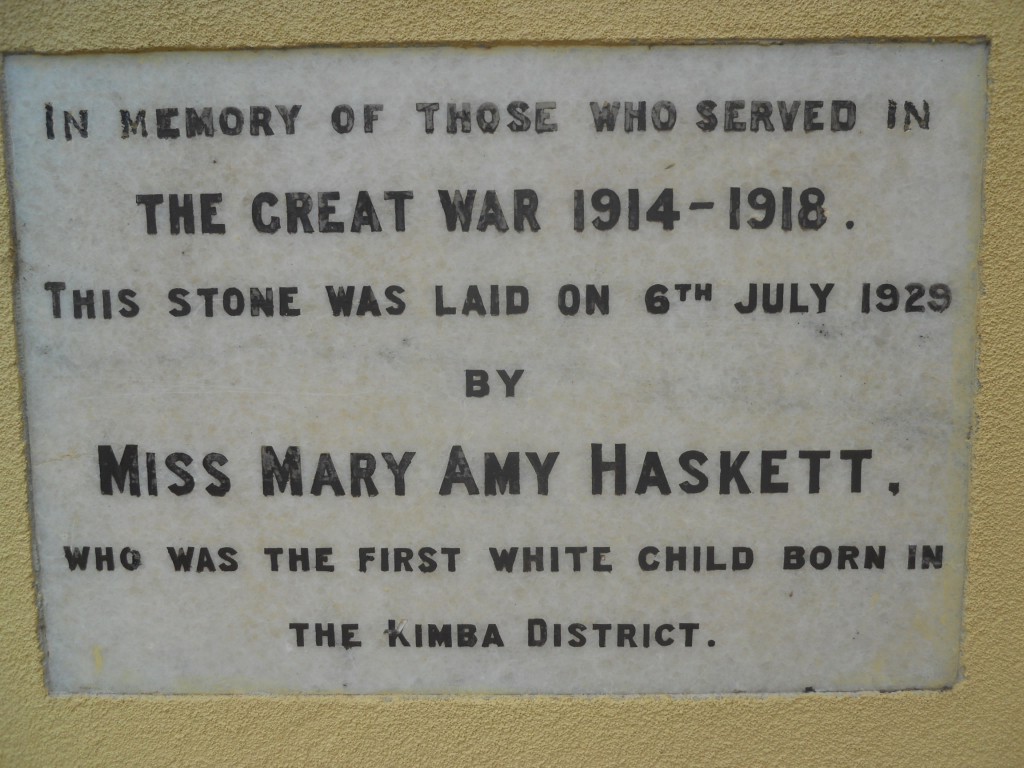 IN MEMORY OF THOSE WHO SERVED IN
THE GREAT WAR 1914-1918.
THIS STONE WAS LAID ON 6TH JULY 1929
BY
MISS MARY AMY HASKETT,
WHO WAS THE FIRST WHITE CHILD BORN IN
THE KIMBA DISTRICT.